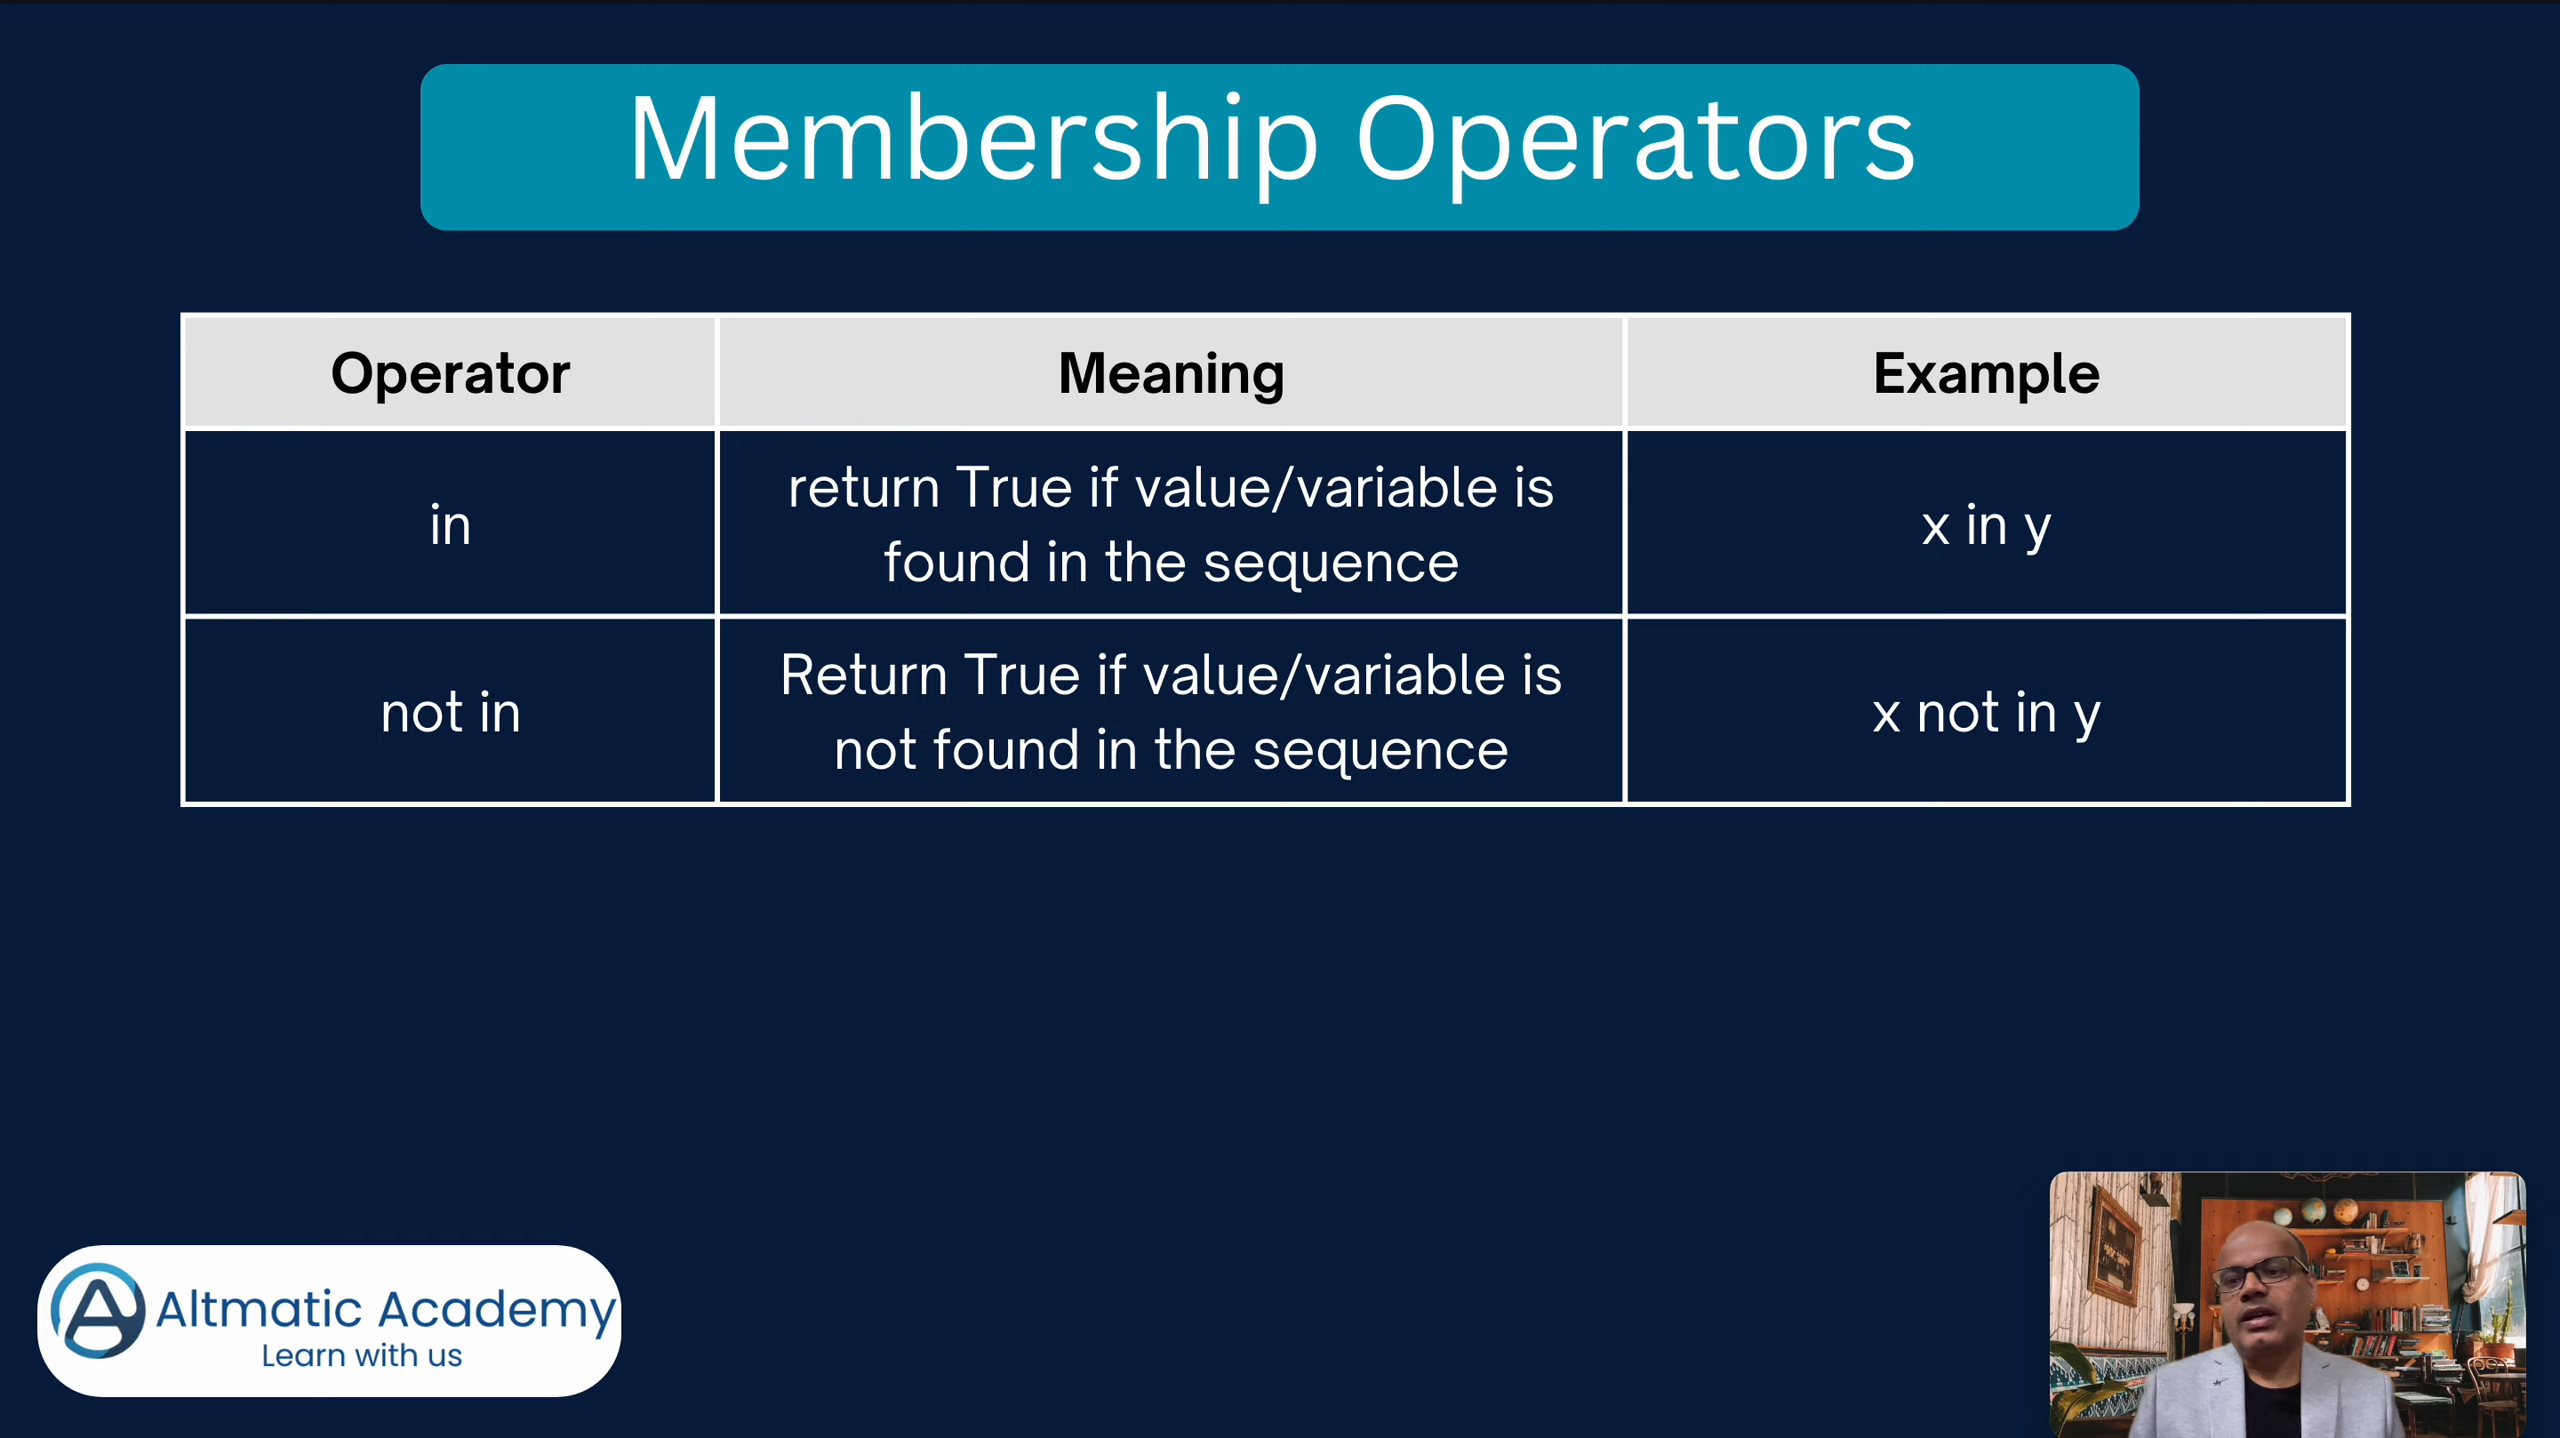 Membership Operators
Operator Meaning Example
in
return True if value/variable is
found in the sequence
x in y
not in
Return True if value/variable is
not found in the sequence
x not in y
Altmatic Academy
Learn with us